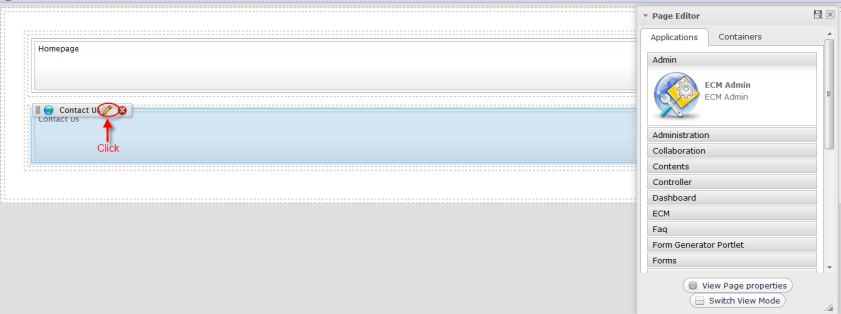 Homepage
Contact Us
Contact Us
Click
Page Editor
Applications Containers
Admin
ECM Admin
ECM Admin
Administration
Collaboration
Contents
Controller
Dashboard
ECM
Faq
Form Generator Portlet
Forms
View Page properties
Switch View Mode